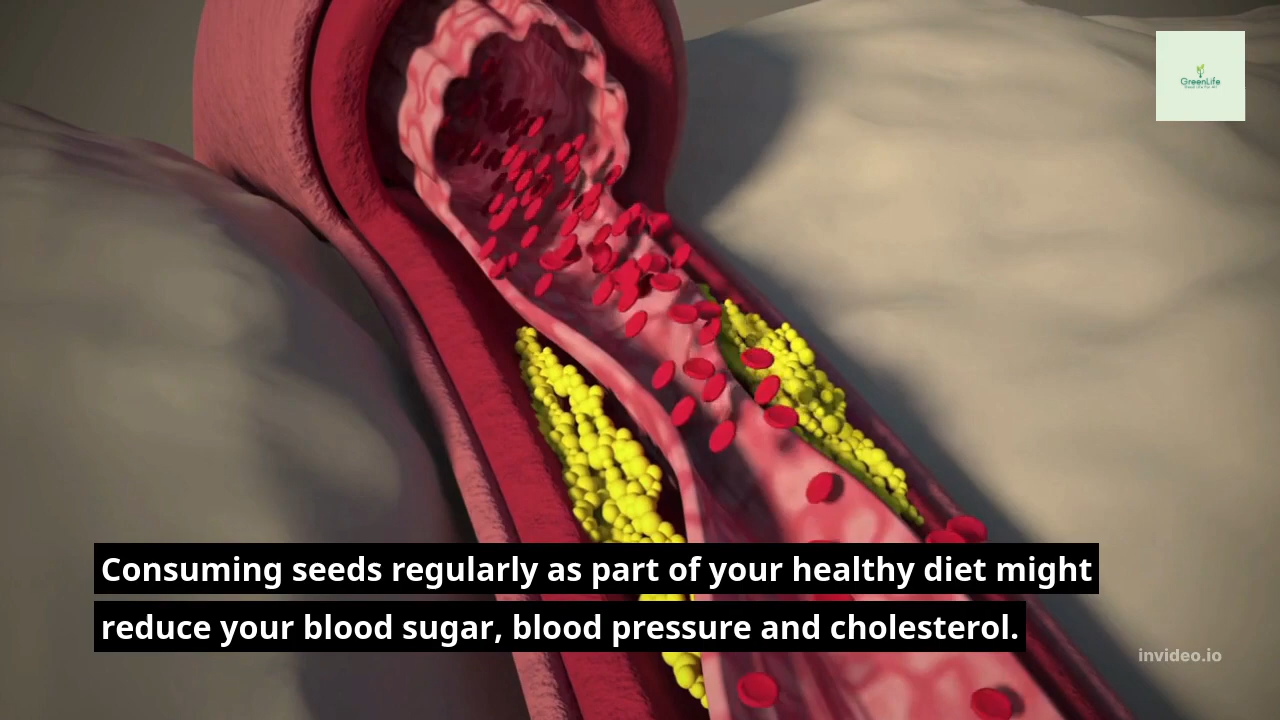 GreenLife
Consuming seeds regularly as part of your healthy diet might
reduce your blood sugar, blood pressure and cholesterol.
invideo.io